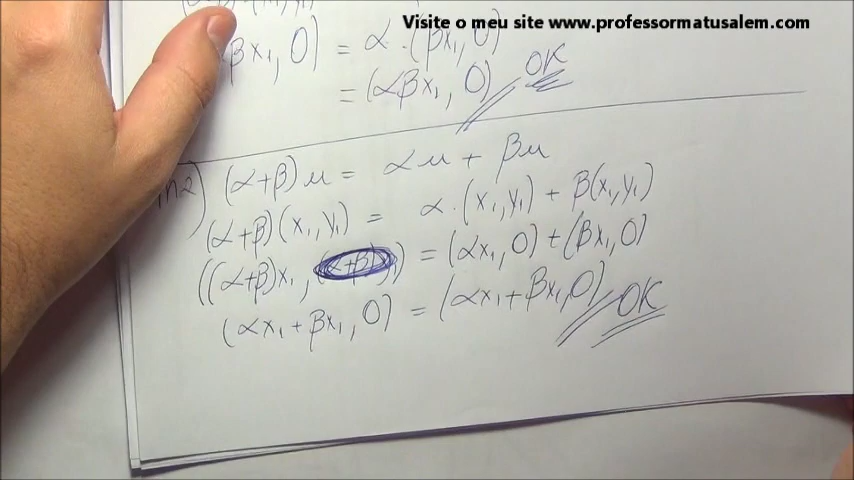 Visite o meu site www.professormatusalem.com
βx₁, 0) = α . (βx₁, 0)
= (αβx₁, 0) OK
m2) (α+β)u = αu + βu
(α+β)(x₁, y₁) = α.(x₁, y₁) + β(x₁, y₁)
((α+β)x₁, ) = (αx₁, 0) + (βx₁, 0)
(αx₁ + βx₁, 0) = (αx₁ + βx₁, 0) OK